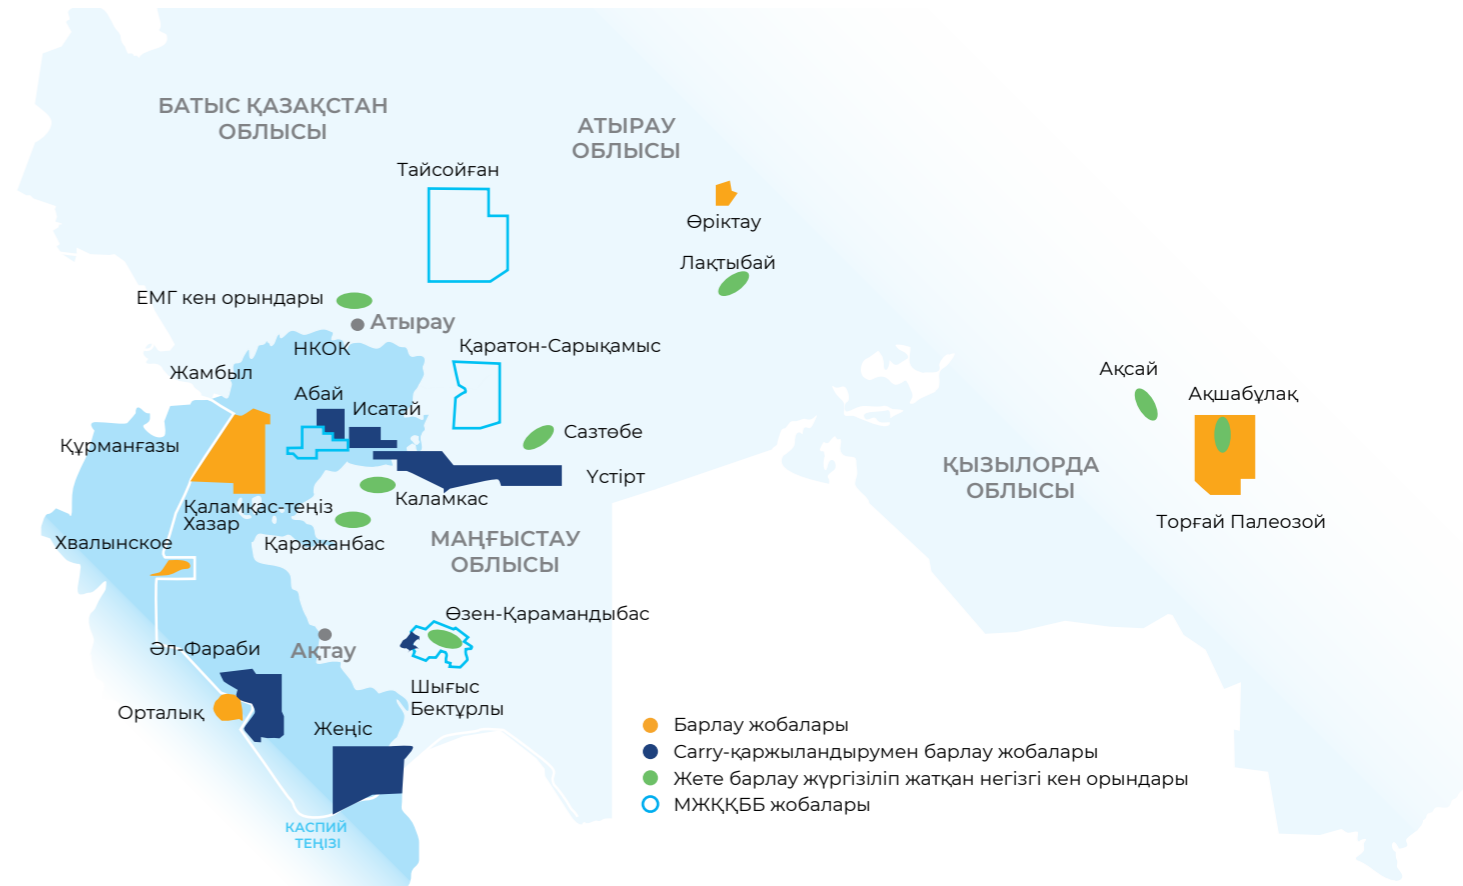 БАТЫС ҚАЗАҚСТАН
ОБЛЫСЫ
АТЫРАУ
ОБЛЫСЫ
Тайсойған
Өріктау
Лақтыбай
ЕМГ кен орындары
Атырау
НКОК
Қаратон-Сарықамыс
Жамбыл
Абай
Исатай
Ақсай
Ақшабұлақ
Құрманғазы
Сазтөбе
Үстірт
ҚЫЗЫЛОРДА
ОБЛЫСЫ
Каламкас
Қаламқас-теңіз
Хазар
Торғай Палеозой
Хвалынское
Қаражанбас
МАҢҒЫСТАУ
ОБЛЫСЫ
Өзен-Қарамандыбас
Әл-Фараби
Ақтау
Шығыс
Бектұрлы
Орталық
Жеңіс
Барлау жобалары
Carry-қаржыландырумен барлау жобалары
Жете барлау жүргізіліп жатқан негізгі кен орындары
МЖҚҚББ жобалары
КАСПИЙ
ТЕҢІЗІ